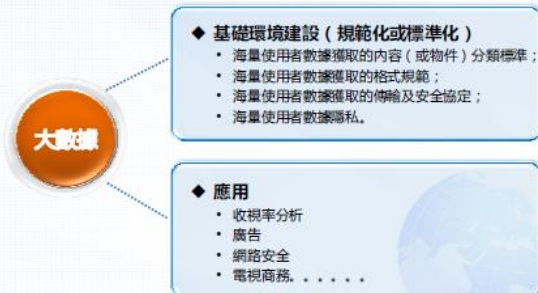 大數據
◆ 基礎環境建設（規範化或標準化）
• 海量使用者數據獲取的內容（或物件）分類標準；
• 海量使用者數據獲取的格式規範；
• 海量使用者數據獲取的傳輸及安全協定；
• 海量使用者數據隱私。
◆ 應用
• 收視率分析
• 廣告
• 網路安全
• 電視商務。。。。。。